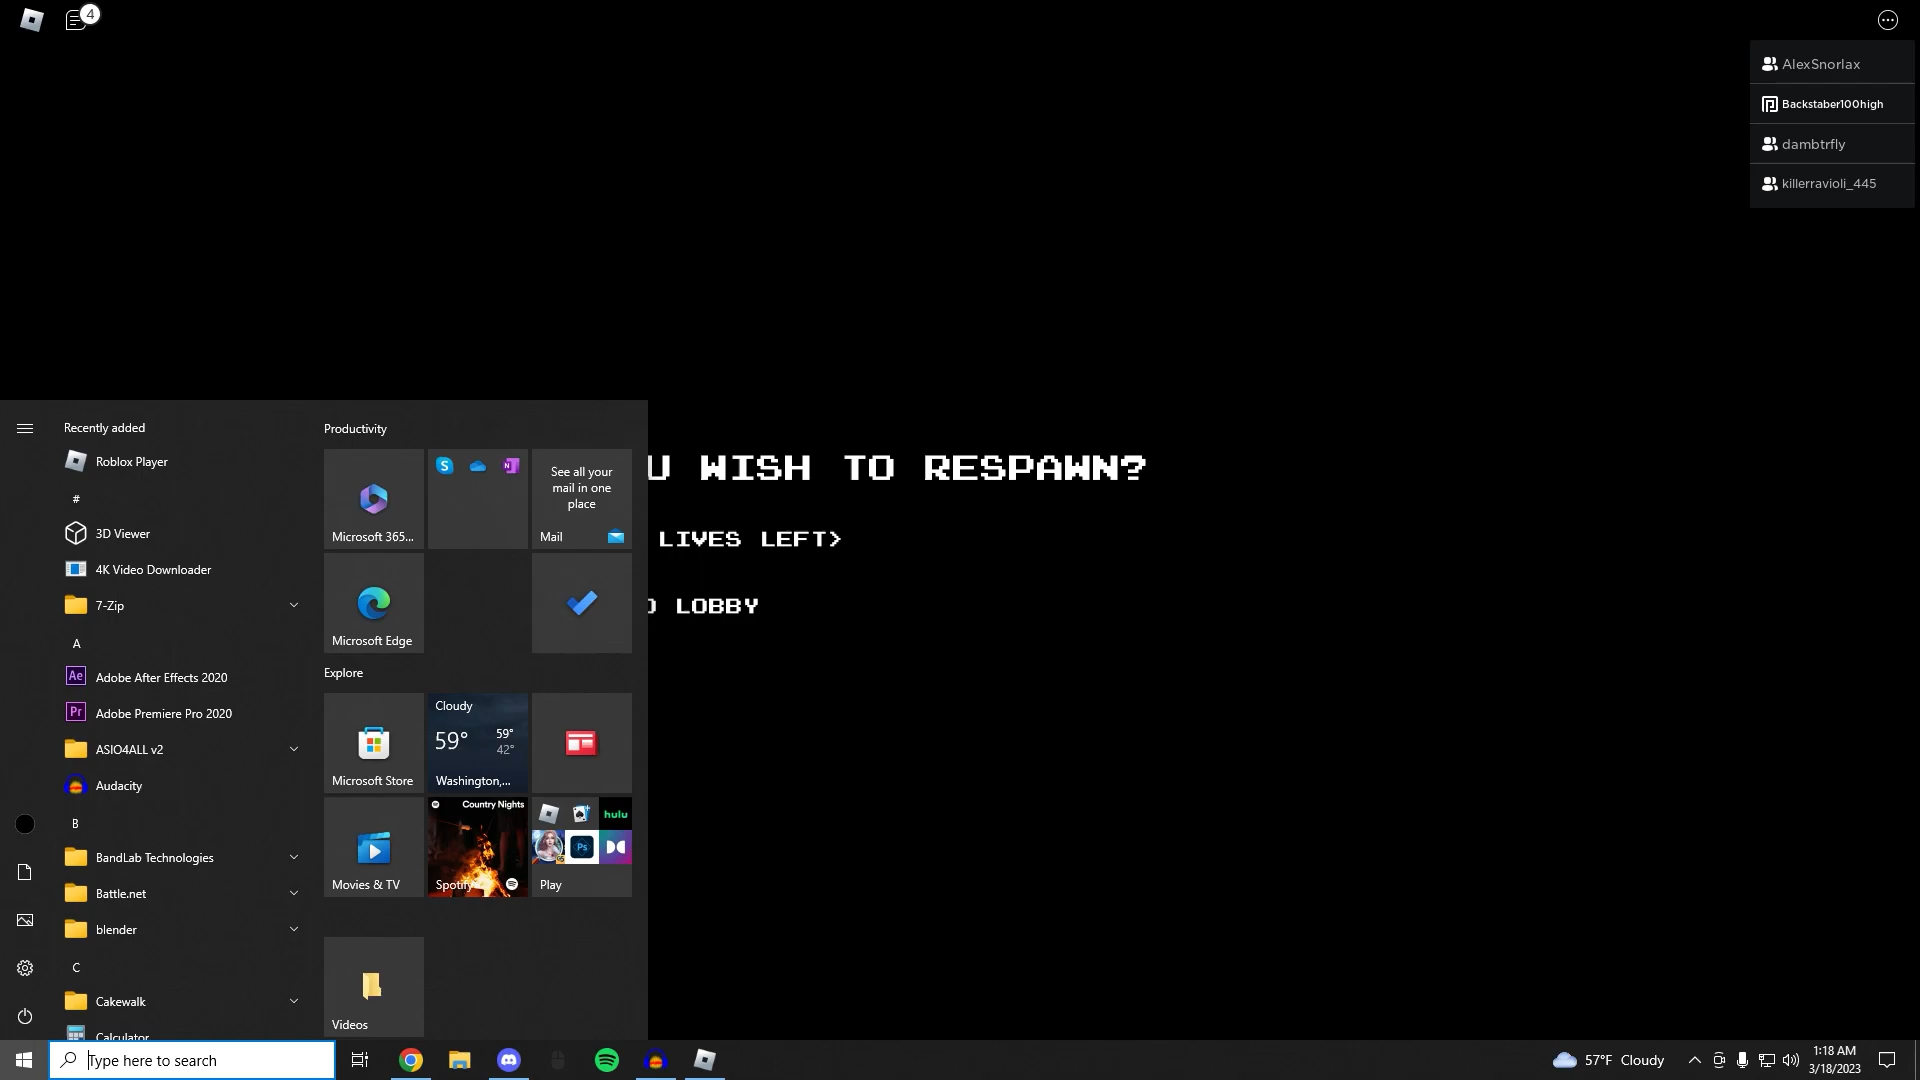 4
AlexSnorlax
Backstaber100high
dambtrfly
killerravioli_445
Recently added
Roblox Player
#
3D Viewer
4K Video Downloader
7-Zip
A
Ae Adobe After Effects 2020
Pr Adobe Premiere Pro 2020
ASIO4ALL v2
Audacity
B
BandLab Technologies
Battle.net
blender
C
Cakewalk
Calculator
Productivity
Microsoft 365...
S
N
See all your
mail in one
place
Mail
Microsoft Edge
Explore
Microsoft Store
Cloudy
59° 59°
42°
Washington,...
Movies & TV
Country Nights
Spotify
hulu
Ps
Play
Videos
U WISH TO RESPAWN?
LIVES LEFT>
LOBBY
Type here to search
57°F Cloudy
1:18 AM
3/18/2023